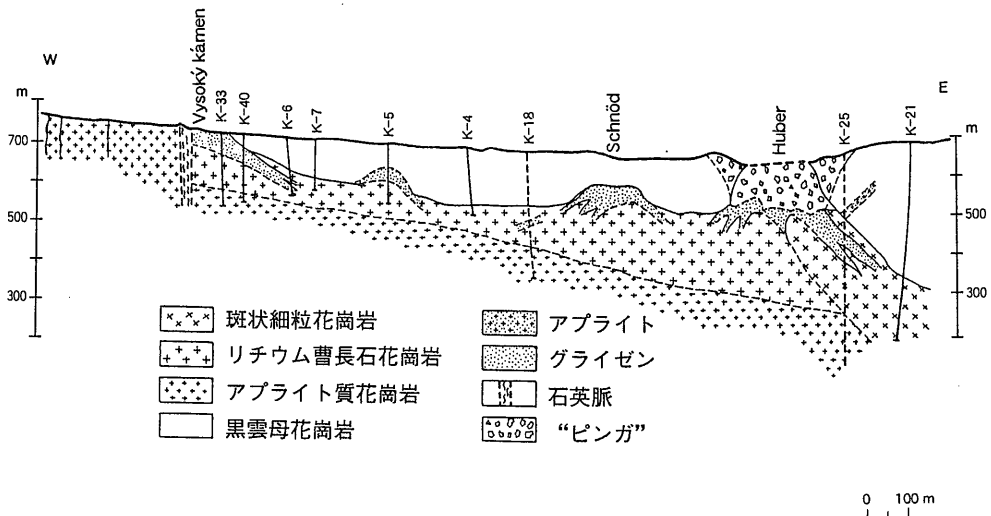 W
E
m
700
500
300
Vysoký kámen
K-33
K-40
K-6
K-7
K-5
K-4
K-18
Schnöd
Huber
K-25
K-21
m
500
300
斑状細粒花崗岩
リチウム曹長石花崗岩
アプライト質花崗岩
黒雲母花崗岩
アプライト
グライゼン
石英脈
“ピンガ”
0 100 m